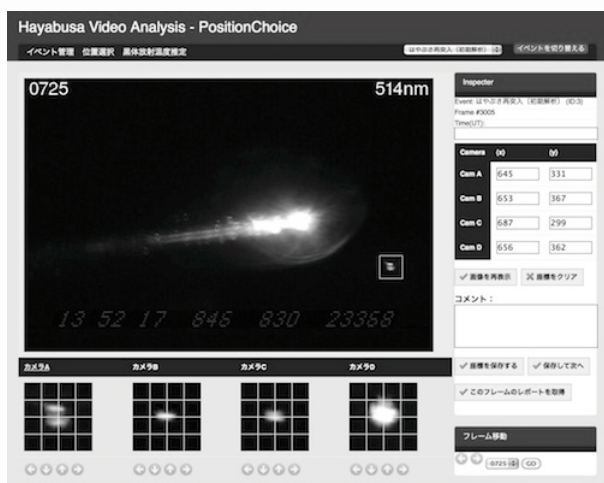 Hayabusa Video Analysis - PositionChoice
イベント管理 位置選択 黒体放射温度推定
はやぶさ再突入（初期解析） イベントを切り替える
0725 514nm
13 52 17 846 830 23368
Inspecter
Event: はやぶさ再突入（初期解析） (ID:3)
Frame #3005
Time(UT):
Camera (x) (y)
Cam A 645 331
Cam B 653 367
Cam C 687 299
Cam D 656 362
画像を再表示 座標をクリア
コメント：
座標を保存する 保存して次へ
このフレームのレポートを取得
フレーム移動
0725 GO
カメラA カメラB カメラC カメラD